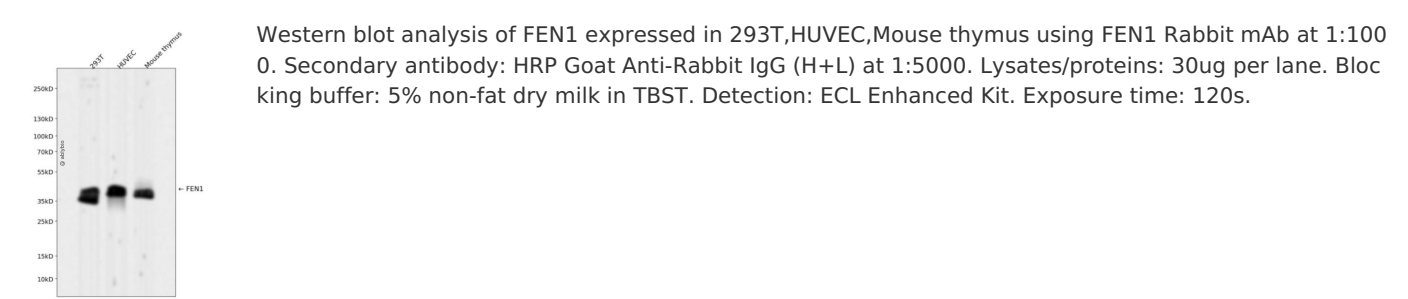 293T
HUVEC
Mouse thymus
250kD
130kD
100kD
70kD
55kD
35kD
25kD
15kD
10kD
@ ablybio
← FEN1
Western blot analysis of FEN1 expressed in 293T,HUVEC,Mouse thymus using FEN1 Rabbit mAb at 1:100
0. Secondary antibody: HRP Goat Anti-Rabbit IgG (H+L) at 1:5000. Lysates/proteins: 30ug per lane. Bloc
king buffer: 5% non-fat dry milk in TBST. Detection: ECL Enhanced Kit. Exposure time: 120s.